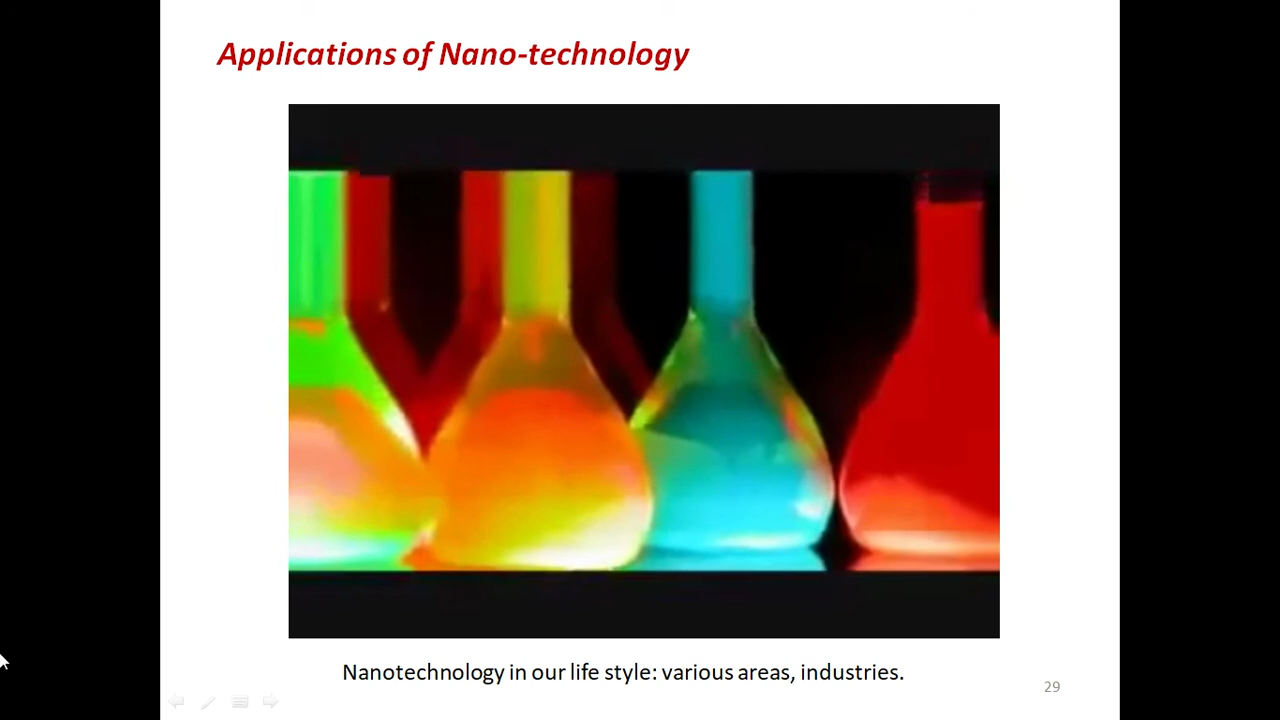 Applications of Nano-technology
Nanotechnology in our life style: various areas, industries.
29